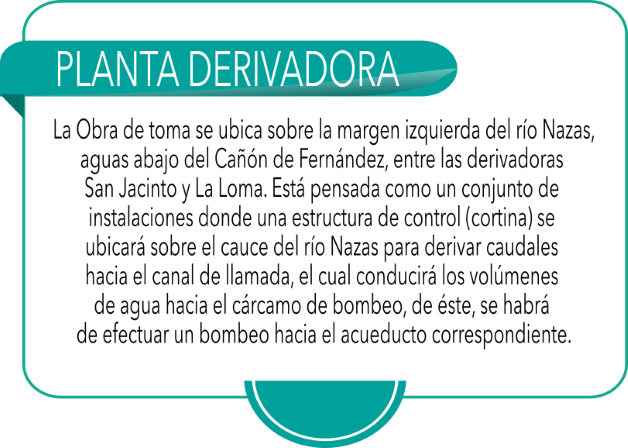 PLANTA DERIVADORA
La Obra de toma se ubica sobre la margen izquierda del río Nazas,
aguas abajo del Cañón de Fernández, entre las derivadoras
San Jacinto y La Loma. Está pensada como un conjunto de
instalaciones donde una estructura de control (cortina) se
ubicará sobre el cauce del río Nazas para derivar caudales
hacia el canal de llamada, el cual conducirá los volúmenes
de agua hacia el cárcamo de bombeo, de éste, se habrá
de efectuar un bombeo hacia el acueducto correspondiente.